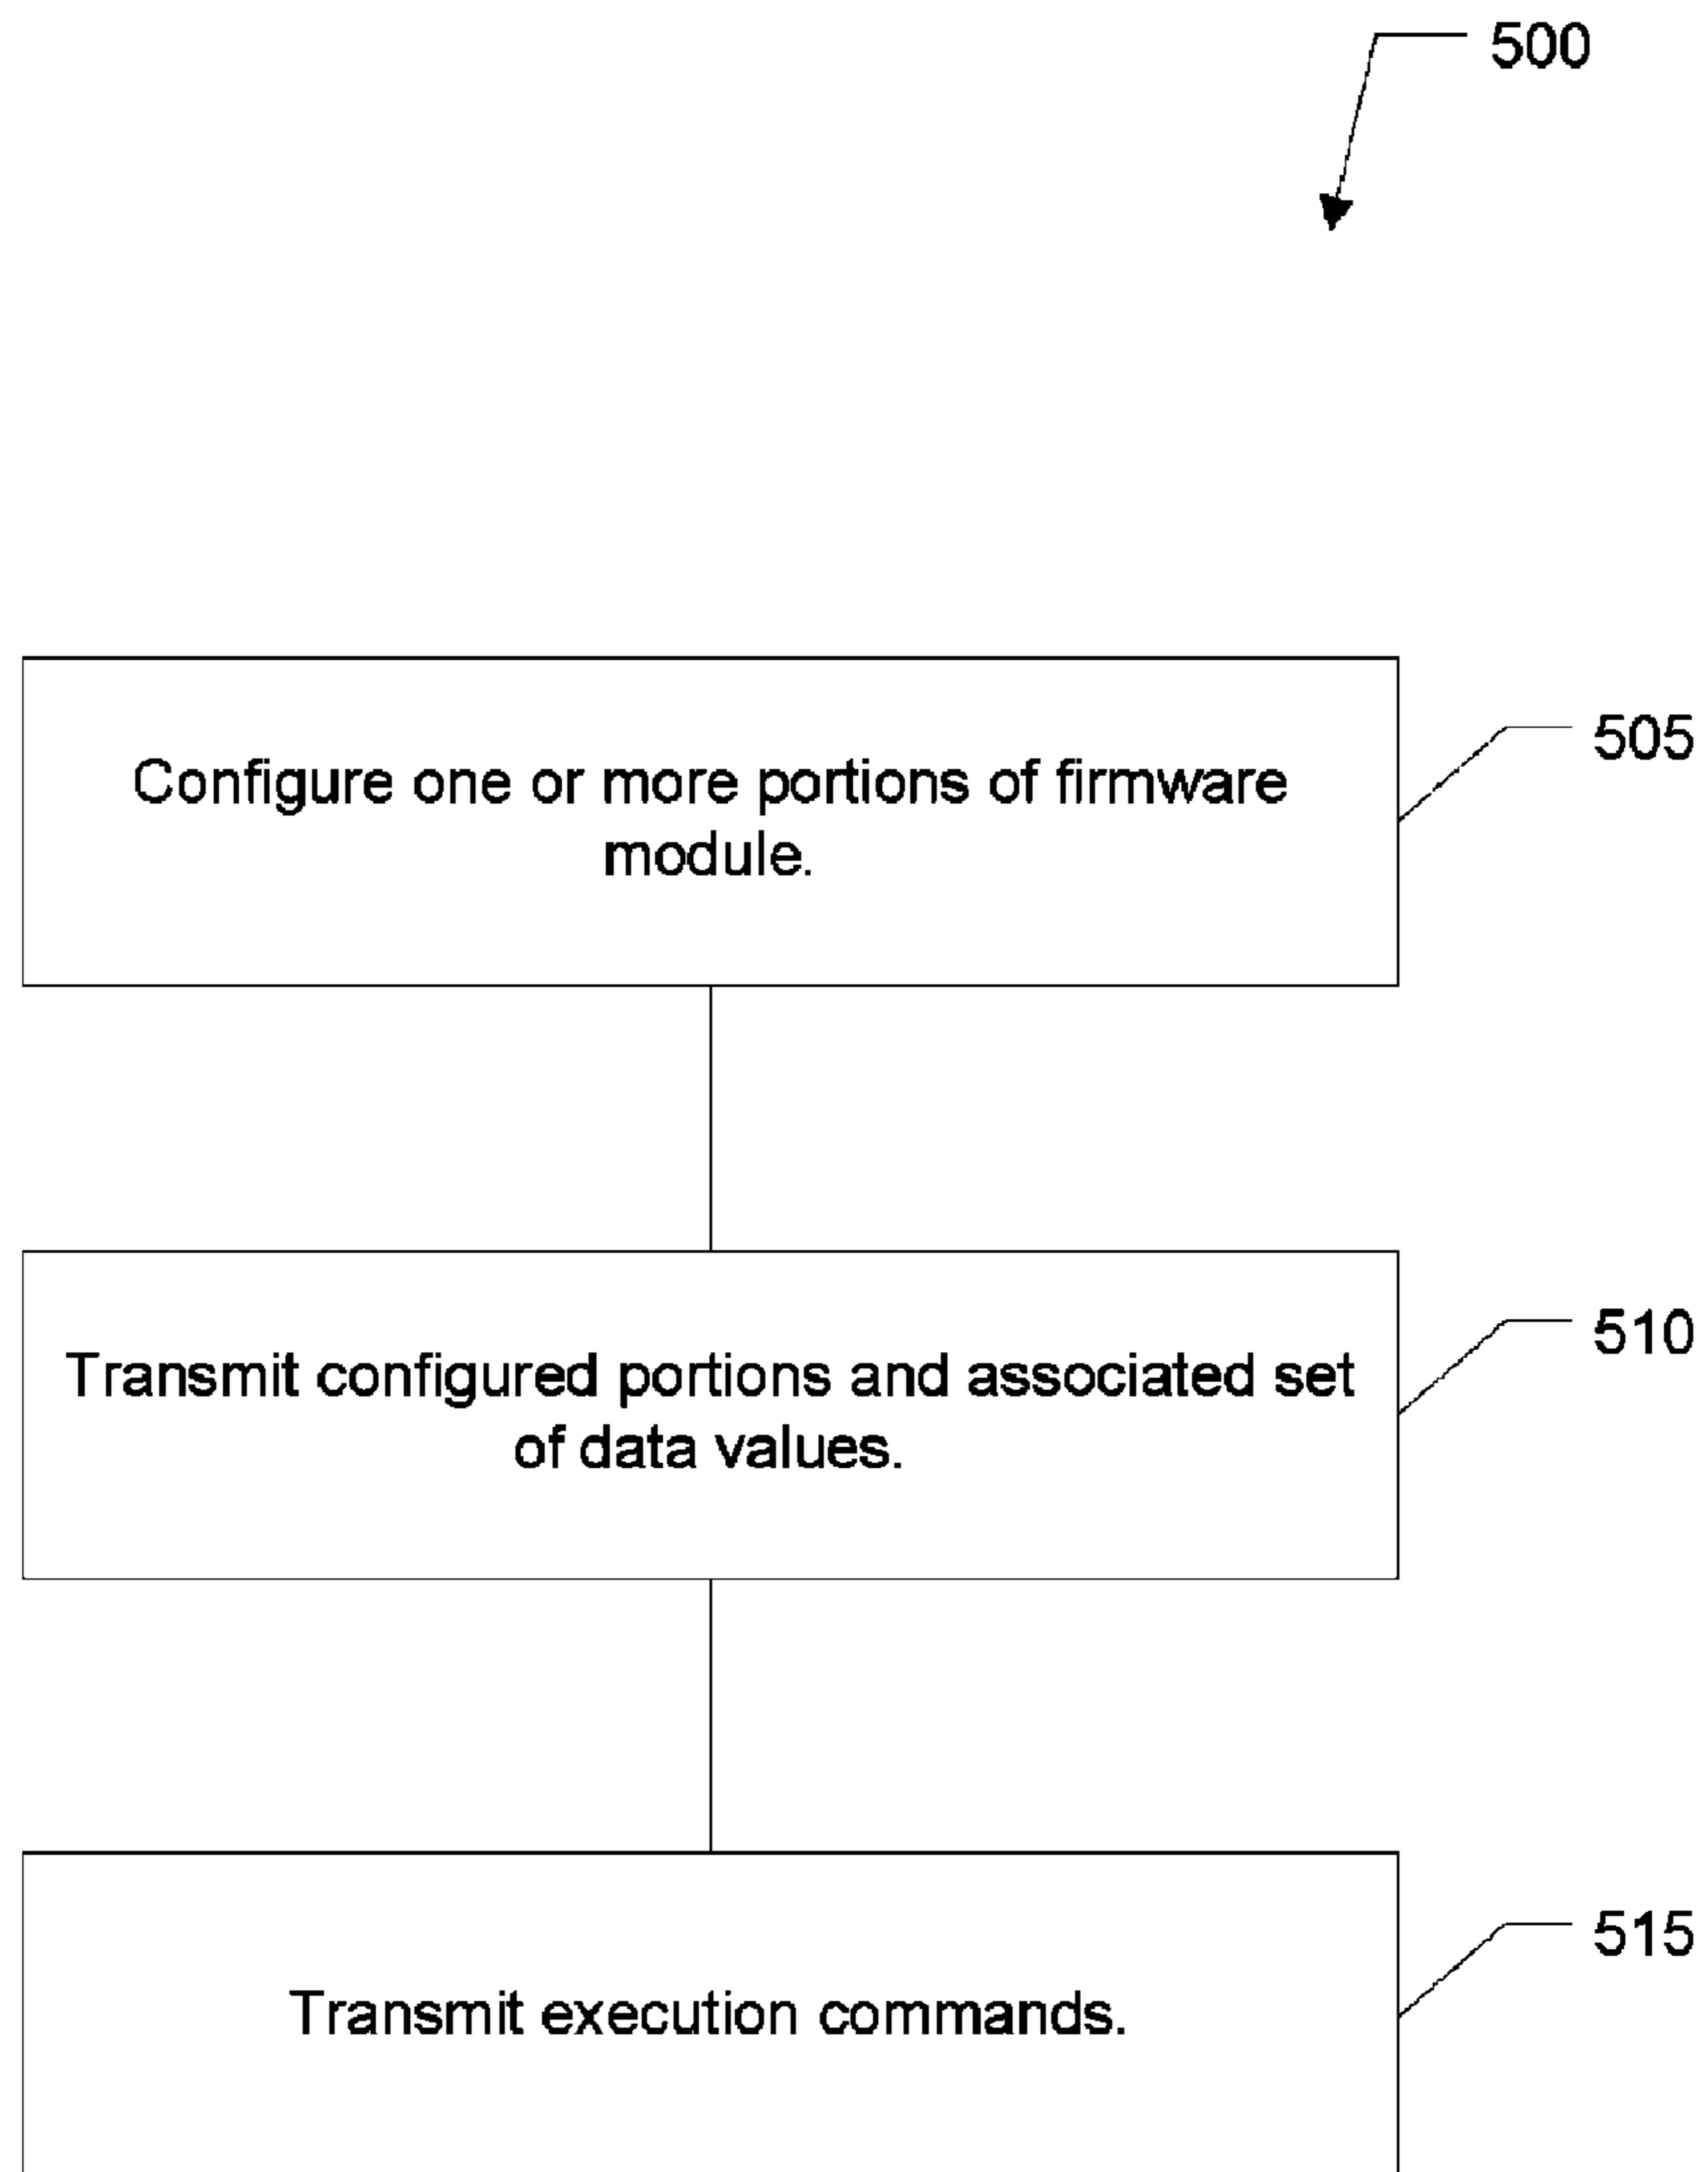 500
Configure one or more portions of firmware
module.
505
Transmit configured portions and associated set
of data values.
510
Transmit execution commands.
515